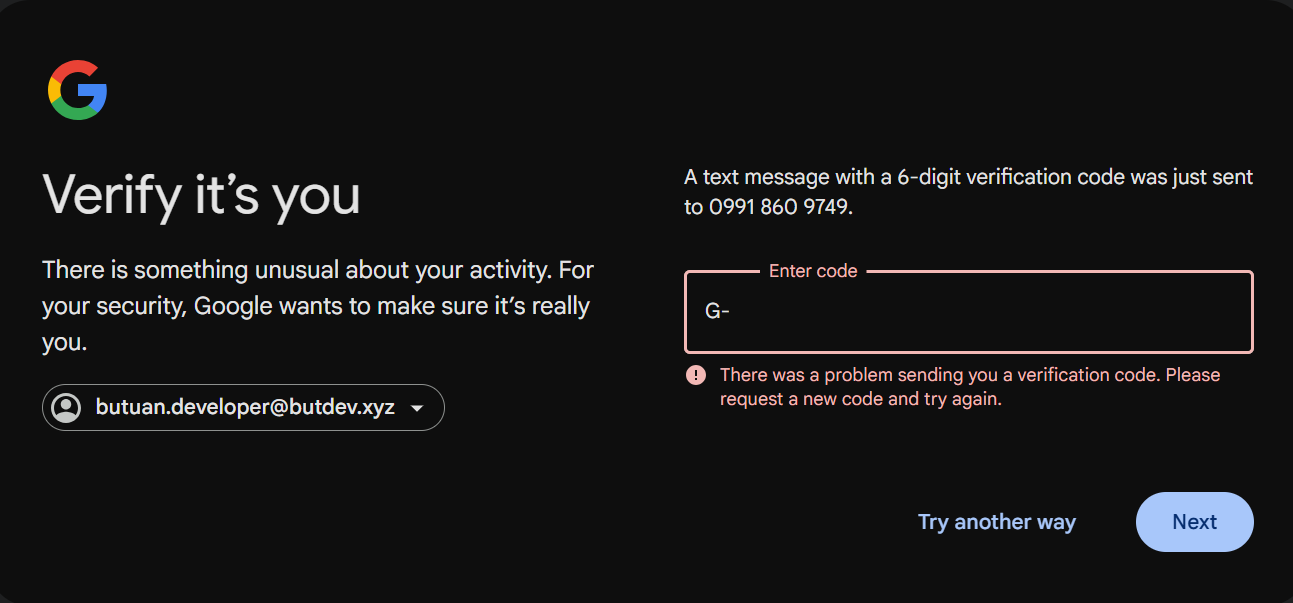 Verify it’s you
There is something unusual about your activity. For
your security, Google wants to make sure it’s really
you.
butuan.developer@butdev.xyz
A text message with a 6-digit verification code was just sent
to 0991 860 9749.
Enter code
G-
There was a problem sending you a verification code. Please
request a new code and try again.
Try another way
Next